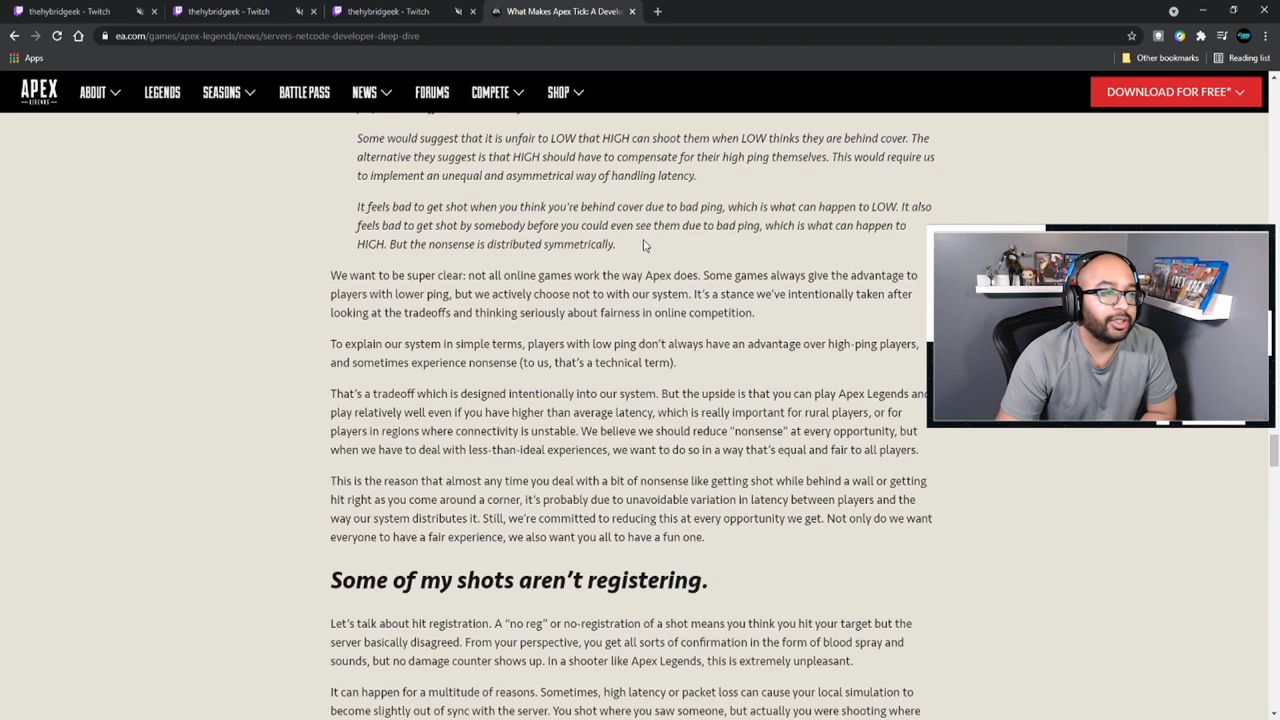 thehybridgeek - Twitch
thehybridgeek - Twitch
thehybridgeek - Twitch
What Makes Apex Tick: A Develo
ea.com/games/apex-legends/news/servers-netcode-developer-deep-dive
Apps
Other bookmarks
Reading list
APEX
LEGENDS
ABOUT
LEGENDS
SEASONS
BATTLE PASS
NEWS
FORUMS
COMPETE
SHOP
DOWNLOAD FOR FREE*
Some would suggest that it is unfair to LOW that HIGH can shoot them when LOW thinks they are behind cover. The
alternative they suggest is that HIGH should have to compensate for their high ping themselves. This would require us
to implement an unequal and asymmetrical way of handling latency.
It feels bad to get shot when you think you're behind cover due to bad ping, which is what can happen to LOW. It also
feels bad to get shot by somebody before you could even see them due to bad ping, which is what can happen to
HIGH. But the nonsense is distributed symmetrically.
We want to be super clear: not all online games work the way Apex does. Some games always give the advantage to
players with lower ping, but we actively choose not to with our system. It's a stance we've intentionally taken after
looking at the tradeoffs and thinking seriously about fairness in online competition.
To explain our system in simple terms, players with low ping don't always have an advantage over high-ping players,
and sometimes experience nonsense (to us, that's a technical term).
That's a tradeoff which is designed intentionally into our system. But the upside is that you can play Apex Legends and
play relatively well even if you have higher than average latency, which is really important for rural players, or for
players in regions where connectivity is unstable. We believe we should reduce "nonsense" at every opportunity, but
when we have to deal with less-than-ideal experiences, we want to do so in a way that's equal and fair to all players.
This is the reason that almost any time you deal with a bit of nonsense like getting shot while behind a wall or getting
hit right as you come around a corner, it's probably due to unavoidable variation in latency between players and the
way our system distributes it. Still, we're committed to reducing this at every opportunity we get. Not only do we want
everyone to have a fair experience, we also want you all to have a fun one.
Some of my shots aren't registering.
Let's talk about hit registration. A "no reg" or no-registration of a shot means you think you hit your target but the
server basically disagreed. From your perspective, you get all sorts of confirmation in the form of blood spray and
sounds, but no damage counter shows up. In a shooter like Apex Legends, this is extremely unpleasant.
It can happen for a multitude of reasons. Sometimes, high latency or packet loss can cause your local simulation to
become slightly out of sync with the server. You shot where you saw someone, but actually you were shooting where